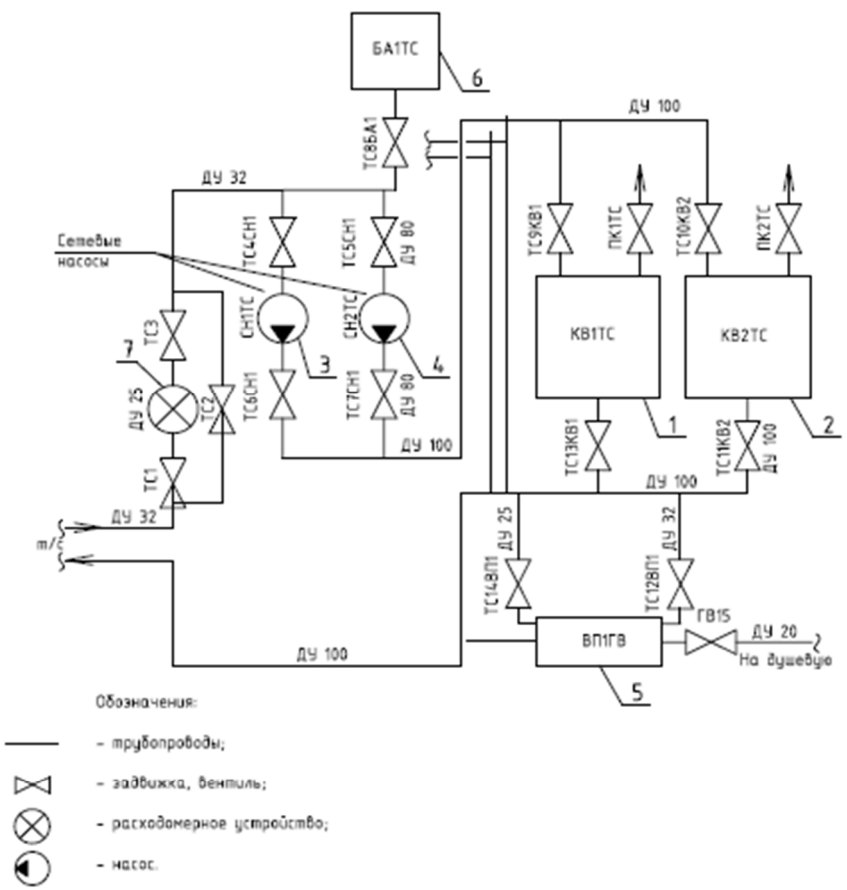 БА1ТС
6
ТС8БА1
ДУ 100
ДУ 32
ТС4СН1
ТС5СН1
ДУ 80
ТС9КВ1
ПК1ТС
ТС10КВ2
ПК2ТС
Сетевые
насосы
СН1ТС
СН2ТС
КВ1ТС
КВ2ТС
ТС3
7
3
4
ДУ 25
ТС2
ТС6СН1
ТС7СН1
ДУ 80
1
2
ДУ 100
ТС13КВ1
ТС11КВ2
ДУ 100
ТС1
ДУ 100
ДУ 32
т/с
ДУ 25
ДУ 32
ТС14ВП1
ТС12ВП1
ГВ15
ВП1ГВ
ДУ 20
На душевую
ДУ 100
5
Обозначения:
- трубопроводы;
- задвижка, вентиль;
- расходомерное устройство;
- насос.